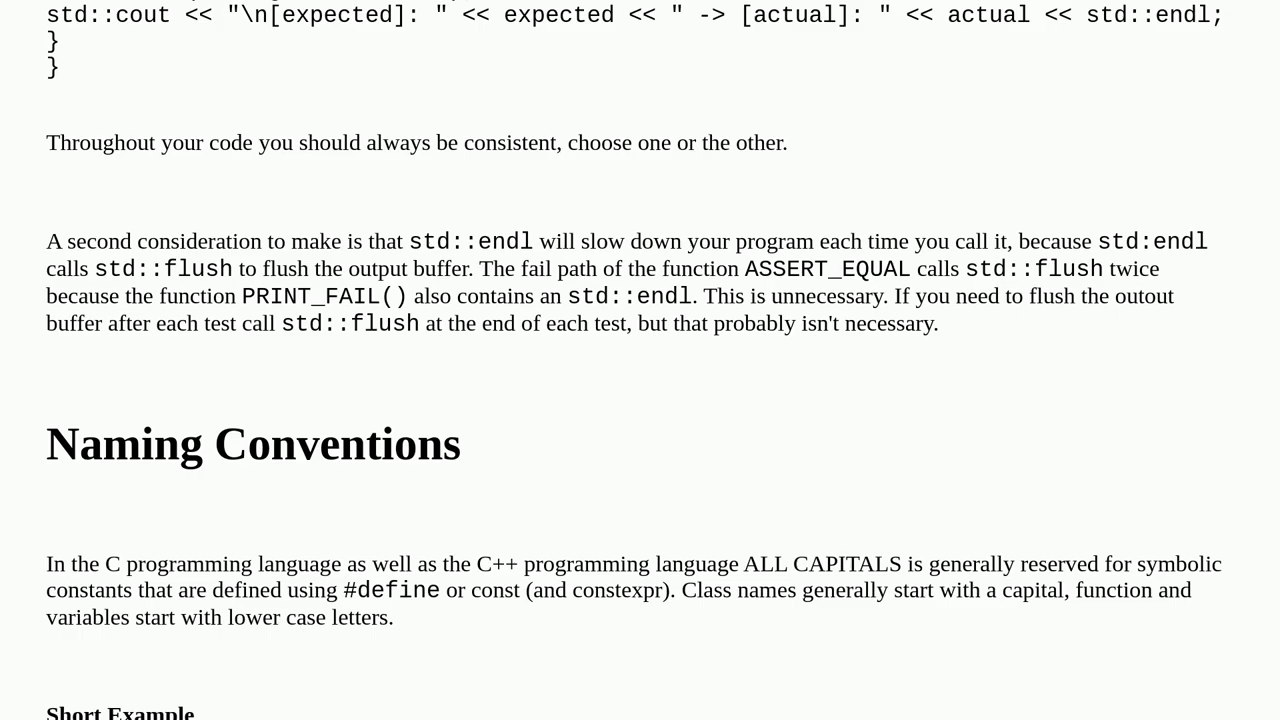 std::cout << "\n[expected]: " << expected << " -> [actual]: " << actual << std::endl;
}
}
Throughout your code you should always be consistent, choose one or the other.
A second consideration to make is that std::endl will slow down your program each time you call it, because std:endl
calls std::flush to flush the output buffer. The fail path of the function ASSERT_EQUAL calls std::flush twice
because the function PRINT_FAIL() also contains an std::endl. This is unnecessary. If you need to flush the outout
buffer after each test call std::flush at the end of each test, but that probably isn't necessary.
Naming Conventions
In the C programming language as well as the C++ programming language ALL CAPITALS is generally reserved for symbolic
constants that are defined using #define or const (and constexpr). Class names generally start with a capital, function and
variables start with lower case letters.
Short Example